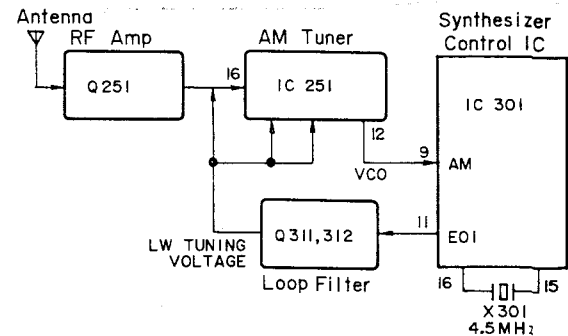 Antenna
RF Amp
Q251
AM Tuner
16
IC 251
12
VCO
Synthesizer
Control IC
IC 301
9
AM
11
EO1
Q311,312
Loop Filter
LW TUNING
VOLTAGE
16
15
X301
4.5MHz